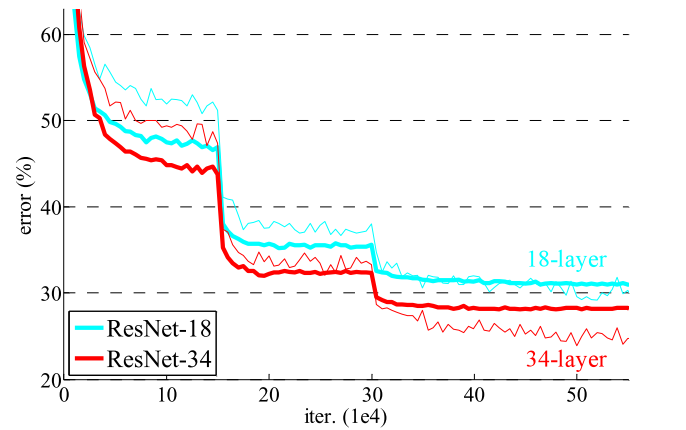 60
50
40
30
20
error (%)
18-layer
ResNet-18
ResNet-34
34-layer
0
10
20
30
40
50
iter. (1e4)